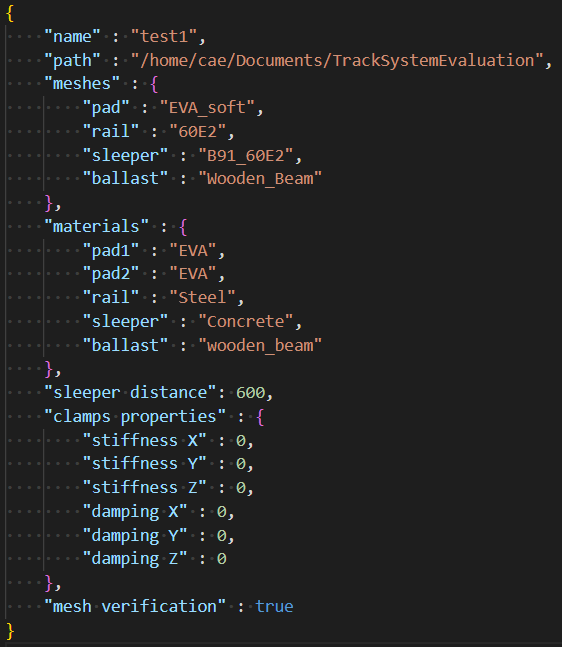 {
    "name" : "test1",
    "path" : "/home/cae/Documents/TrackSystemEvaluation",
    "meshes" : {
        "pad" : "EVA_soft",
        "rail" : "60E2",
        "sleeper" : "B91_60E2",
        "ballast" : "Wooden_Beam"
    },
    "materials" : {
        "pad1" : "EVA",
        "pad2" : "EVA",
        "rail" : "Steel",
        "sleeper" : "Concrete",
        "ballast" : "wooden_beam"
    },
    "sleeper distance": 600,
    "clamps properties" : {
        "stiffness X" : 0,
        "stiffness Y" : 0,
        "stiffness Z" : 0,
        "damping X" : 0,
        "damping Y" : 0,
        "damping Z" : 0
    },
    "mesh verification" : true
}